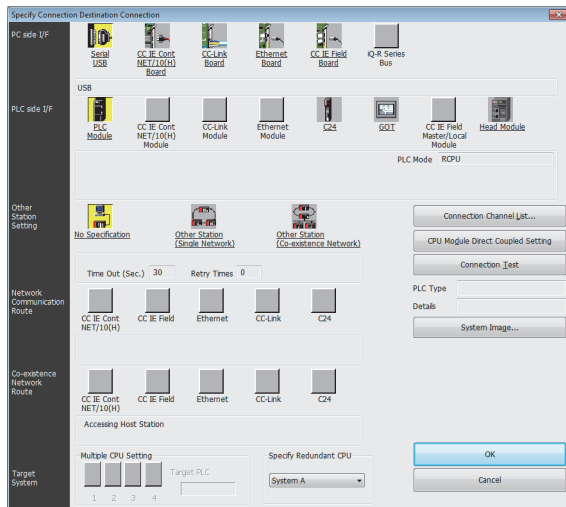 Specify Connection Destination Connection
PC side I/F
Serial
USB
CC IE Cont
NET/10(H)
Board
CC-Link
Board
Ethernet
Board
CC IE Field
Board
iQ-R Series
Bus
USB
PLC side I/F
PLC
Module
CC IE Cont
NET/10(H)
Module
CC-Link
Module
Ethernet
Module
C24
GOT
CC IE Field
Master/Local
Module
Head Module
PLC Mode RCPU
Other
Station
Setting
No Specification
Other Station
(Single Network)
Other Station
(Co-existence Network)
Connection Channel List...
CPU Module Direct Coupled Setting
Connection Test
Time Out (Sec.) 30 Retry Times 0
Network
Communication
Route
CC IE Cont
NET/10(H)
CC IE Field
Ethernet
CC-Link
C24
PLC Type
Details
System Image...
Co-existence
Network
Route
CC IE Cont
NET/10(H)
CC IE Field
Ethernet
CC-Link
C24
Accessing Host Station
Target
System
Multiple CPU Setting
Target PLC
1 2 3 4
Specify Redundant CPU
System A
OK
Cancel